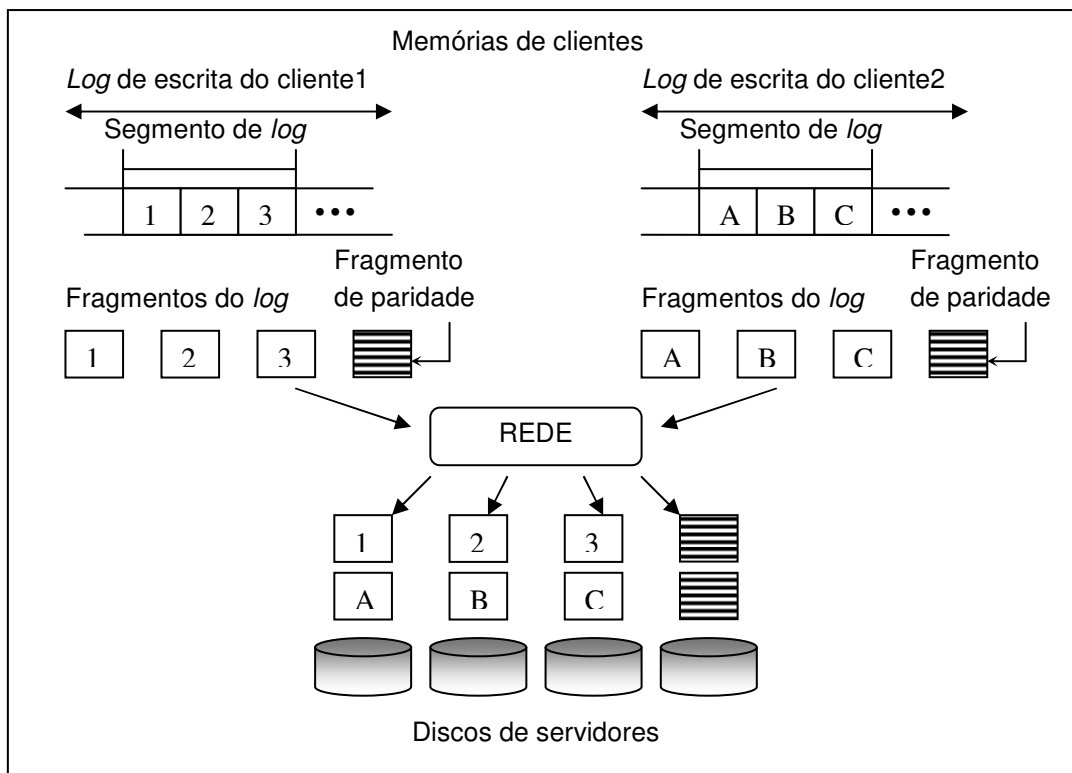 Memórias de clientes
Log de escrita do cliente1
Log de escrita do cliente2
Segmento de log
Segmento de log
1 2 3 •••
A B C •••
Fragmentos do log
Fragmento de paridade
Fragmentos do log
Fragmento de paridade
1 2 3
A B C
REDE
1 2 3
A B C
Discos de servidores